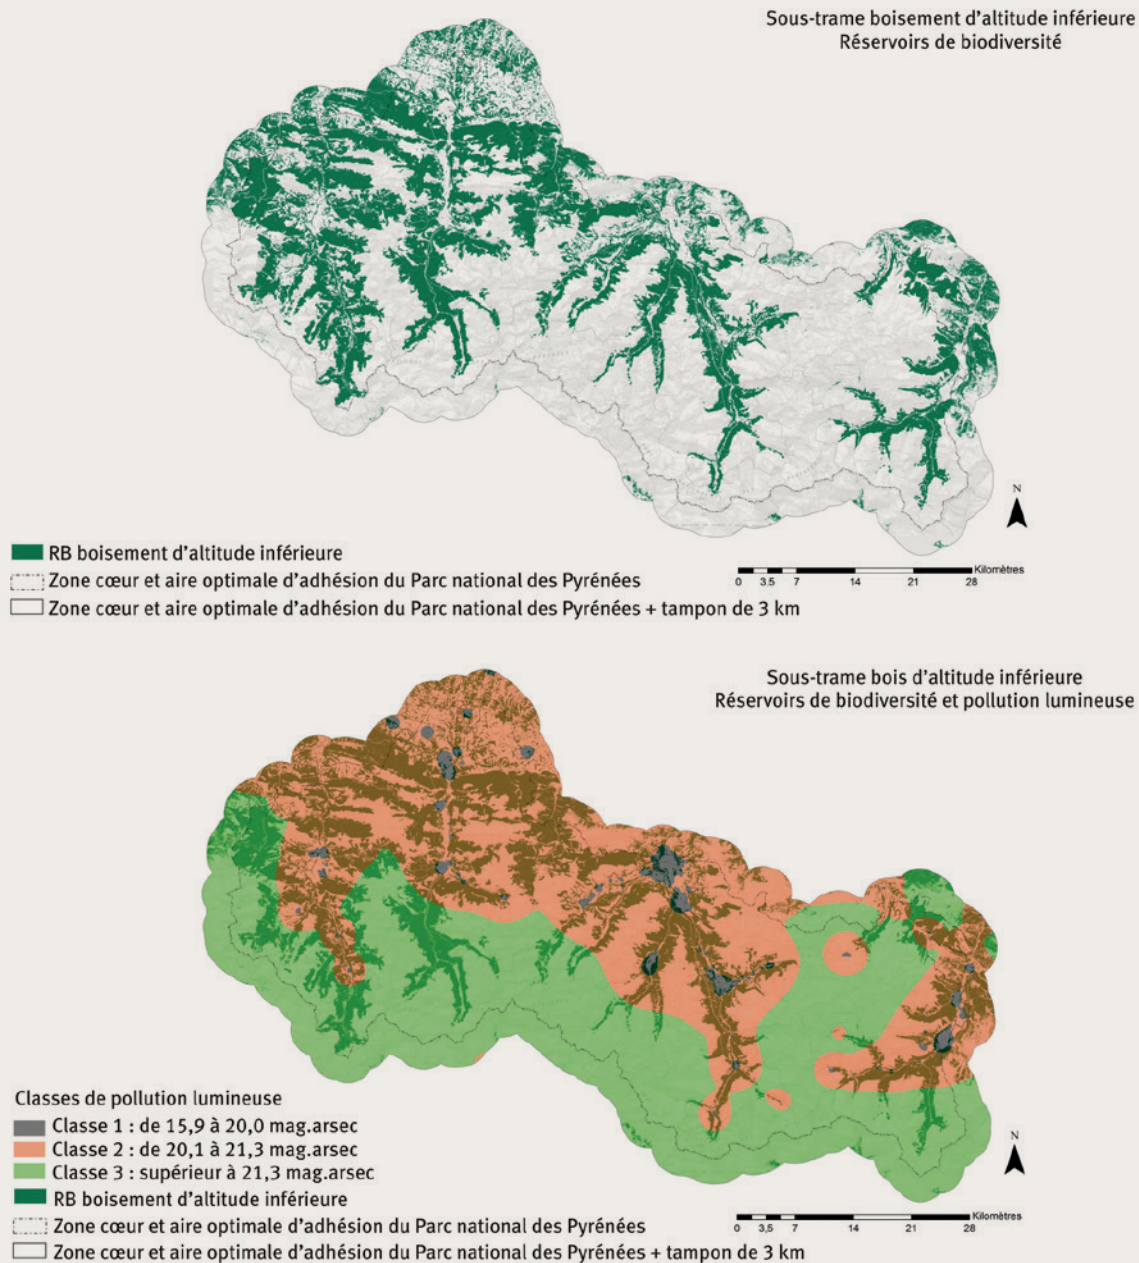 Sous-trame boisement d'altitude inférieure
Réservoirs de biodiversité
N
RB boisement d'altitude inférieure
Zone cœur et aire optimale d'adhésion du Parc national des Pyrénées
Zone cœur et aire optimale d'adhésion du Parc national des Pyrénées + tampon de 3 km
Kilomètres
0 3,5 7 14 21 28
Sous-trame bois d'altitude inférieure
Réservoirs de biodiversité et pollution lumineuse
Classes de pollution lumineuse
Classe 1 : de 15,9 à 20,0 mag.arsec
Classe 2 : de 20,1 à 21,3 mag.arsec
Classe 3 : supérieur à 21,3 mag.arsec
RB boisement d'altitude inférieure
Zone cœur et aire optimale d'adhésion du Parc national des Pyrénées
Zone cœur et aire optimale d'adhésion du Parc national des Pyrénées + tampon de 3 km
N
Kilomètres
0 3,5 7 14 21 28